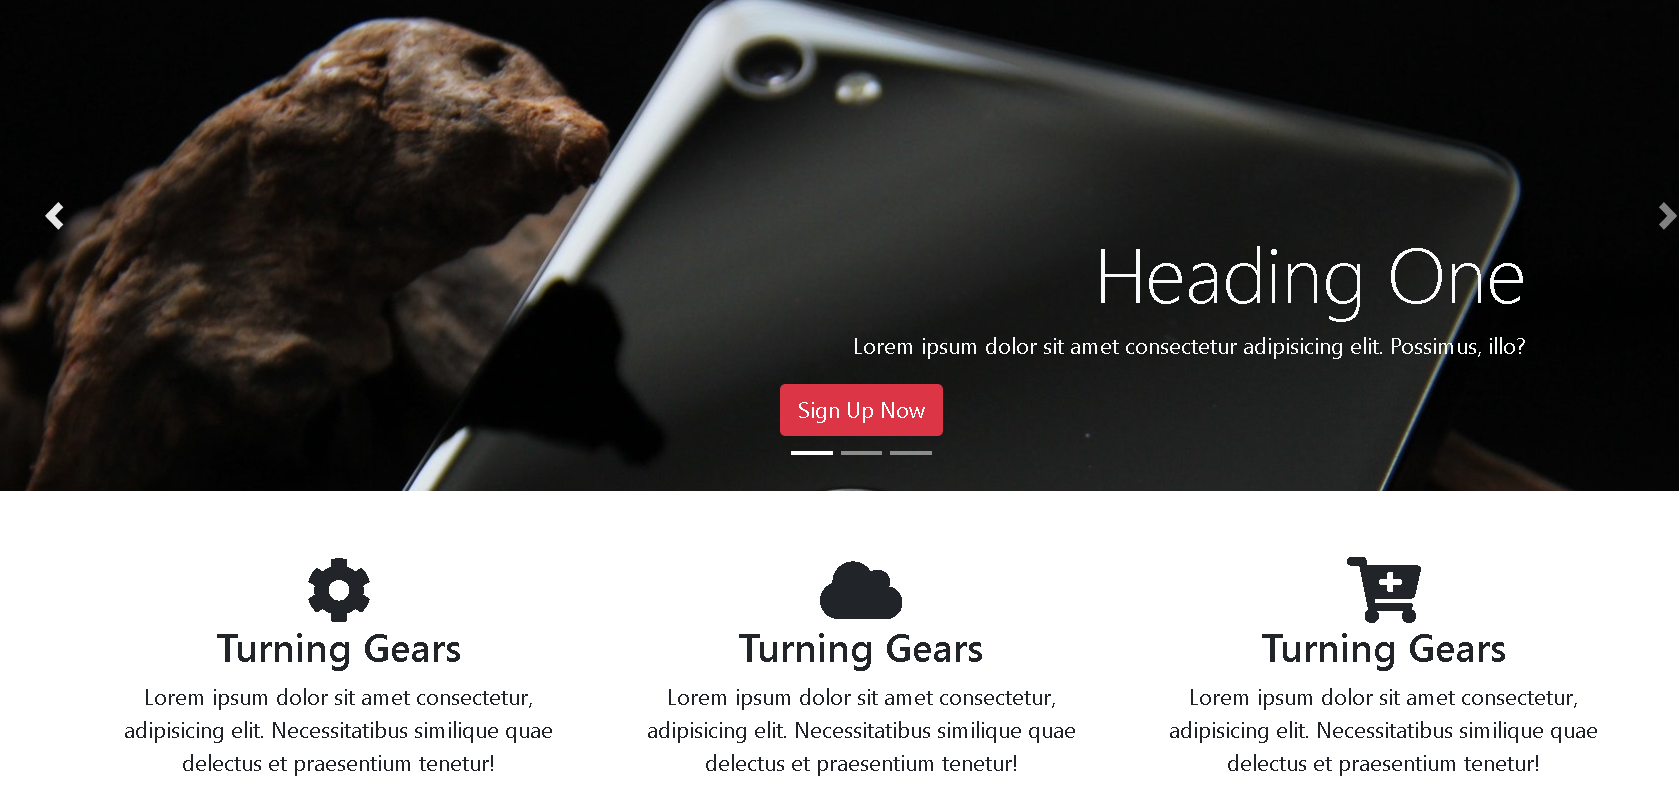 Heading One
Lorem ipsum dolor sit amet consectetur adipisicing elit. Possimus, illo?
Sign Up Now
Turning Gears
Lorem ipsum dolor sit amet consectetur,
adipisicing elit. Necessitatibus similique quae
delectus et praesentium tenetur!
Turning Gears
Lorem ipsum dolor sit amet consectetur,
adipisicing elit. Necessitatibus similique quae
delectus et praesentium tenetur!
Turning Gears
Lorem ipsum dolor sit amet consectetur,
adipisicing elit. Necessitatibus similique quae
delectus et praesentium tenetur!